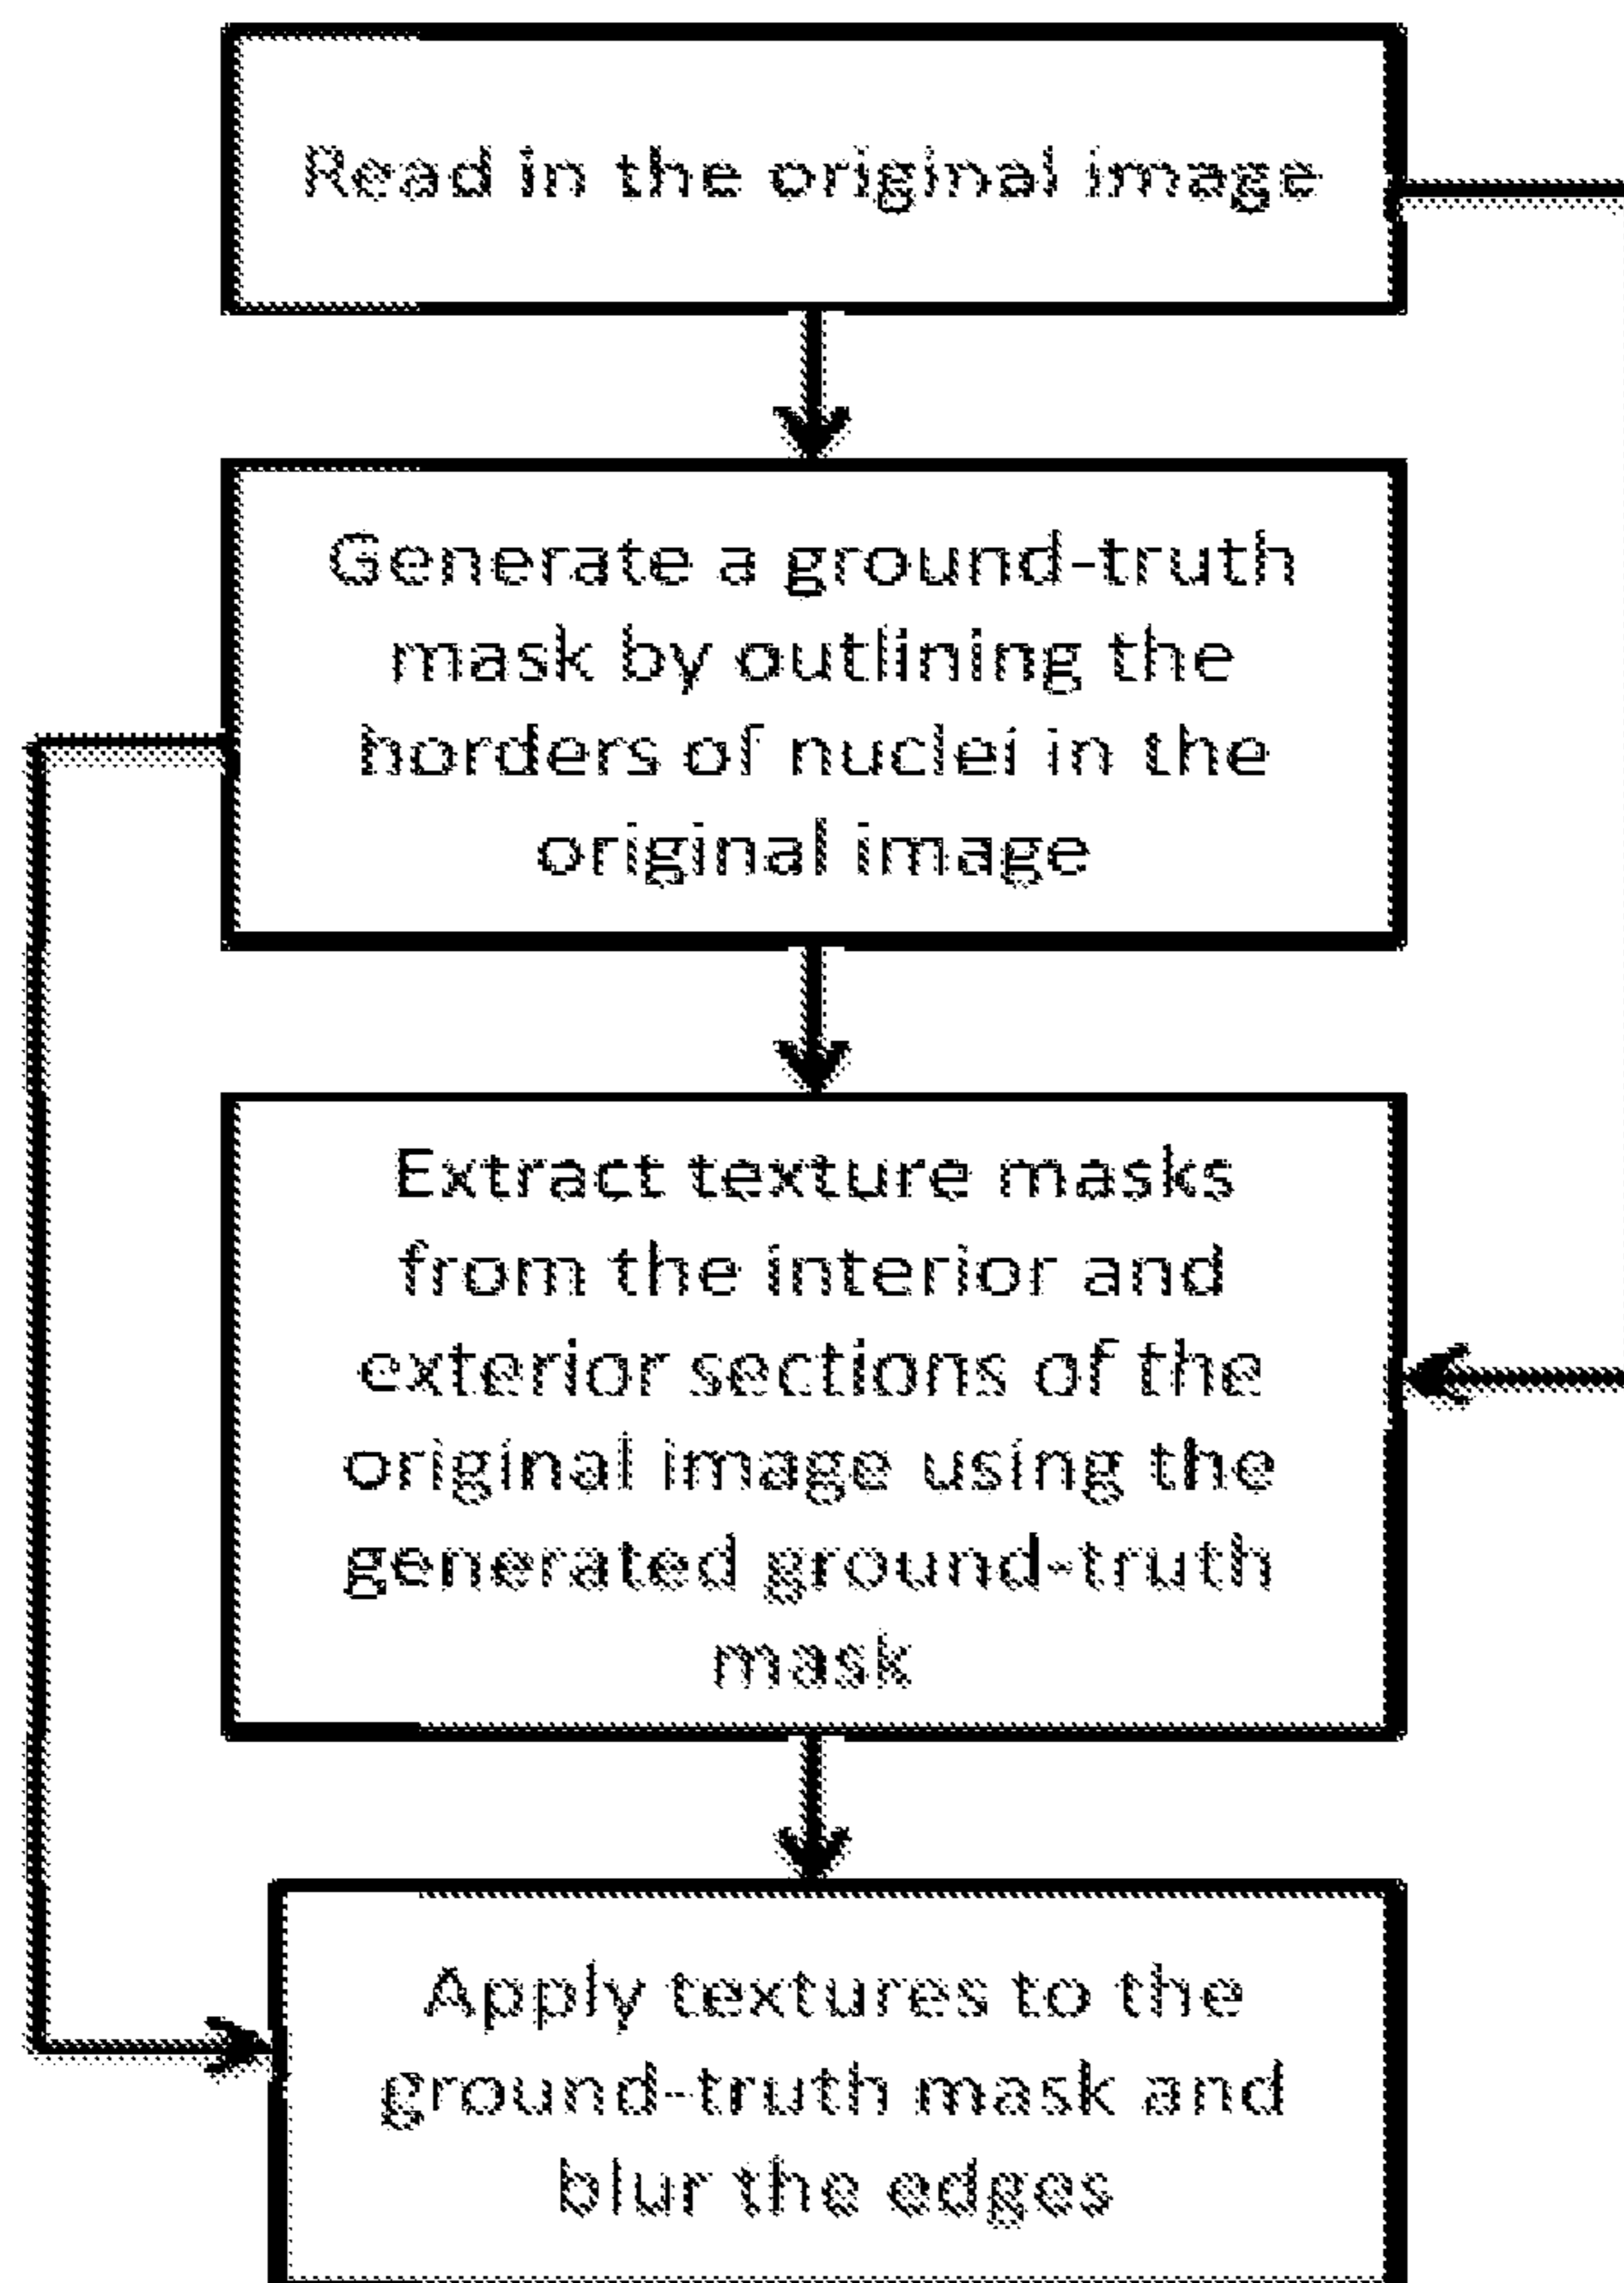 Read in the original image
Generate a ground-truth
mask by outlining the
borders of nuclei in the
original image
Extract texture masks
from the interior and
exterior sections of the
original image using the
generated ground-truth
mask
Apply textures to the
ground-truth mask and
blur the edges